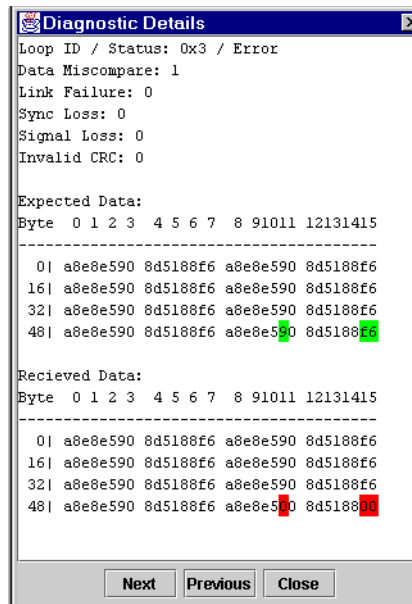 Diagnostic Details
Loop ID / Status: 0x3 / Error
Data Miscompare: 1
Link Failure: 0
Sync Loss: 0
Signal Loss: 0
Invalid CRC: 0
Expected Data:
Byte 0 1 2 3 4 5 6 7 8 91011 12131415
----------------------------------------
0| a8e8e590 8d5188f6 a8e8e590 8d5188f6
16| a8e8e590 8d5188f6 a8e8e590 8d5188f6
32| a8e8e590 8d5188f6 a8e8e590 8d5188f6
48| a8e8e590 8d5188f6 a8e8e590 8d5188f6
Recieved Data:
Byte 0 1 2 3 4 5 6 7 8 91011 12131415
----------------------------------------
0| a8e8e590 8d5188f6 a8e8e590 8d5188f6
16| a8e8e590 8d5188f6 a8e8e590 8d5188f6
32| a8e8e590 8d5188f6 a8e8e590 8d5188f6
48| a8e8e590 8d5188f6 a8e8e500 8d518800
Next Previous Close